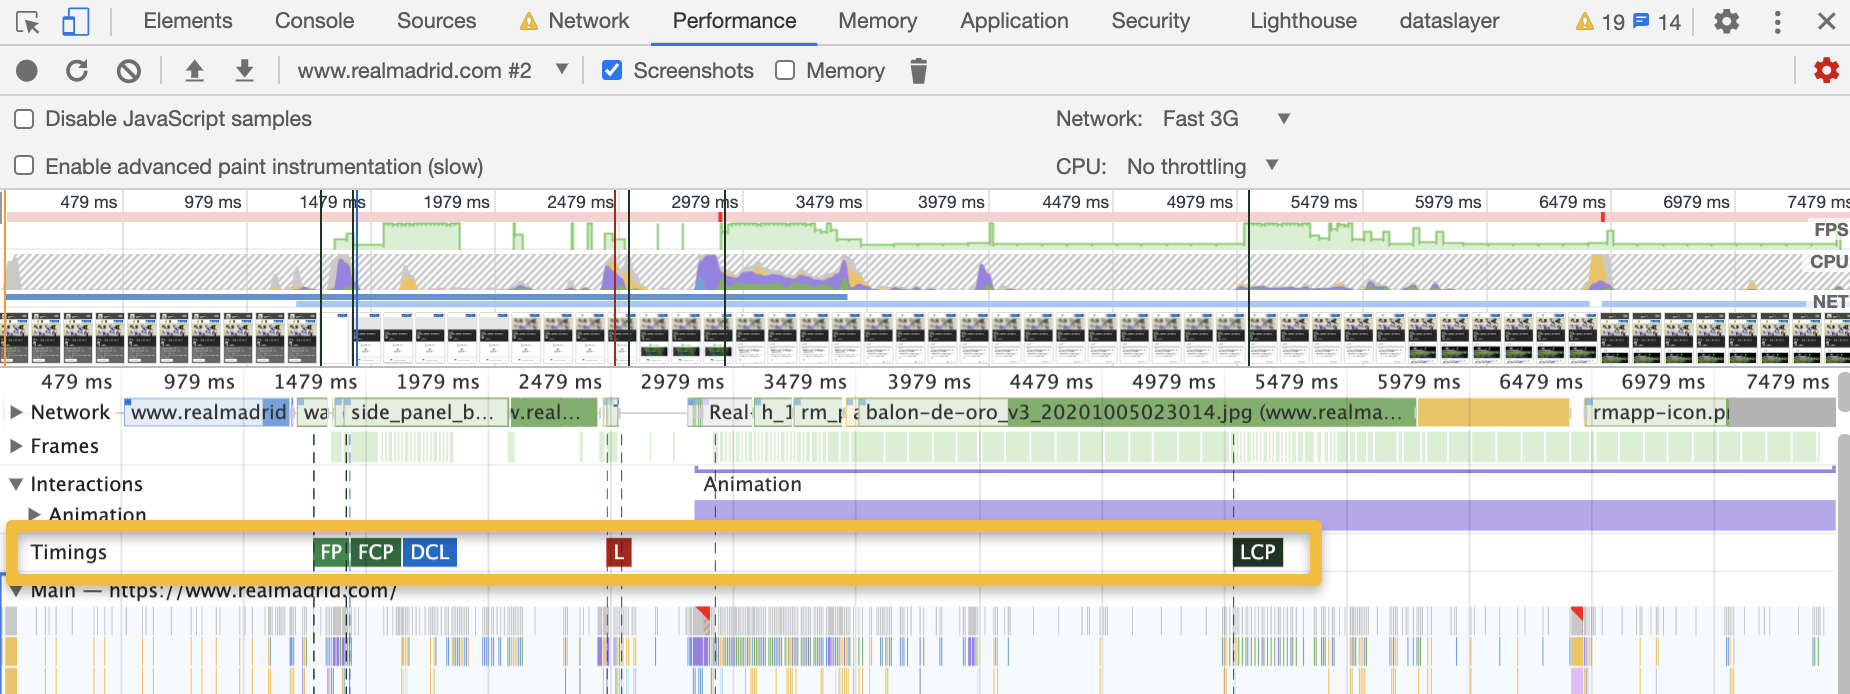 Elements Console Sources Network Performance Memory Application Security Lighthouse dataslayer 19 14
www.realmadrid.com #2 Screenshots Memory
Disable JavaScript samples Network: Fast 3G
Enable advanced paint instrumentation (slow) CPU: No throttling
479 ms 979 ms 1479 ms 1979 ms 2479 ms 2979 ms 3479 ms 3979 ms 4479 ms 4979 ms 5479 ms 5979 ms 6479 ms 6979 ms 7479 ms
FPS
CPU
NET
479 ms 979 ms 1479 ms 1979 ms 2479 ms 2979 ms 3479 ms 3979 ms 4479 ms 4979 ms 5479 ms 5979 ms 6479 ms 6979 ms 7479 ms
Network www.realmadrid wa ( side_panel_b... v.real... Real- h_1 rm_p a balon-de-oro_v3_20201005023014.jpg (www.realma... rmapp-icon.p
Frames
Interactions Animation
Animation
Timings FP FCP DCL L LCP
Main — https://www.realmadrid.com/